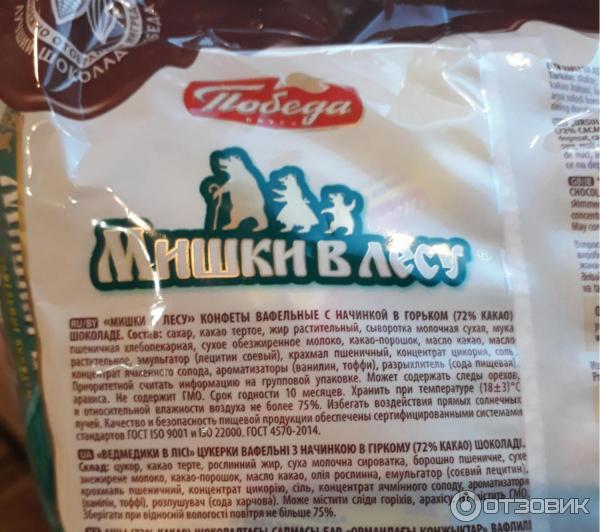 ШОКОЛАД
Победа
ВКУСА
МИШКИ В ЛЕСУ®
RU/BY «МИШКИ В ЛЕСУ» КОНФЕТЫ ВАФЕЛЬНЫЕ С НАЧИНКОЙ В ГОРЬКОМ (72% КАКАО)
ШОКОЛАДЕ. Состав: сахар, какао тертое, жир растительный, сыворотка молочная сухая, мука
пшеничная хлебопекарная, сухое обезжиренное молоко, какао-порошок, масло какао, масло
растительное, эмульгатор (лецитин соевый), крахмал пшеничный, концентрат цикория, соль,
концентрат ячменного солода, ароматизаторы (ванилин, тоффи), разрыхлитель (сода пищевая).
Приоритетной считать информацию на групповой упаковке. Может содержать следы орехов,
арахиса. Не содержит ГМО. Срок годности 10 месяцев. Хранить при температуре (18±3)°С
и относительной влажности воздуха не более 75%. Избегать воздействия прямых солнечных
лучей. Качество и безопасность пищевой продукции обеспечены сертифицированными системами
стандартов ГОСТ ISO 9001 и ISO 22000. ГОСТ 4570-2014.
UA «ВЕДМЕДИКИ В ЛІСІ» ЦУКЕРКИ ВАФЕЛЬНІ З НАЧИНКОЮ В ГІРКОМУ (72% КАКАО) ШОКОЛАДІ.
Склад: цукор, какао терте, рослинний жир, суха молочна сироватка, борошно пшеничне,
знежирене молоко, какао-порошок, масло какао, олія рослинна, емульгатор (соєвий лецитин),
крохмаль пшеничний, концентрат цикорію, сіль, концентрат ячмінного солоду, ароматизатори
(ванілін, тоффі), розпушувач (сода харчова). Може містити сліди горіхів, арахісу. містить ГМО.
Зберігати при відносній вологості повітря не більше 75%.
ОТЗОВИК